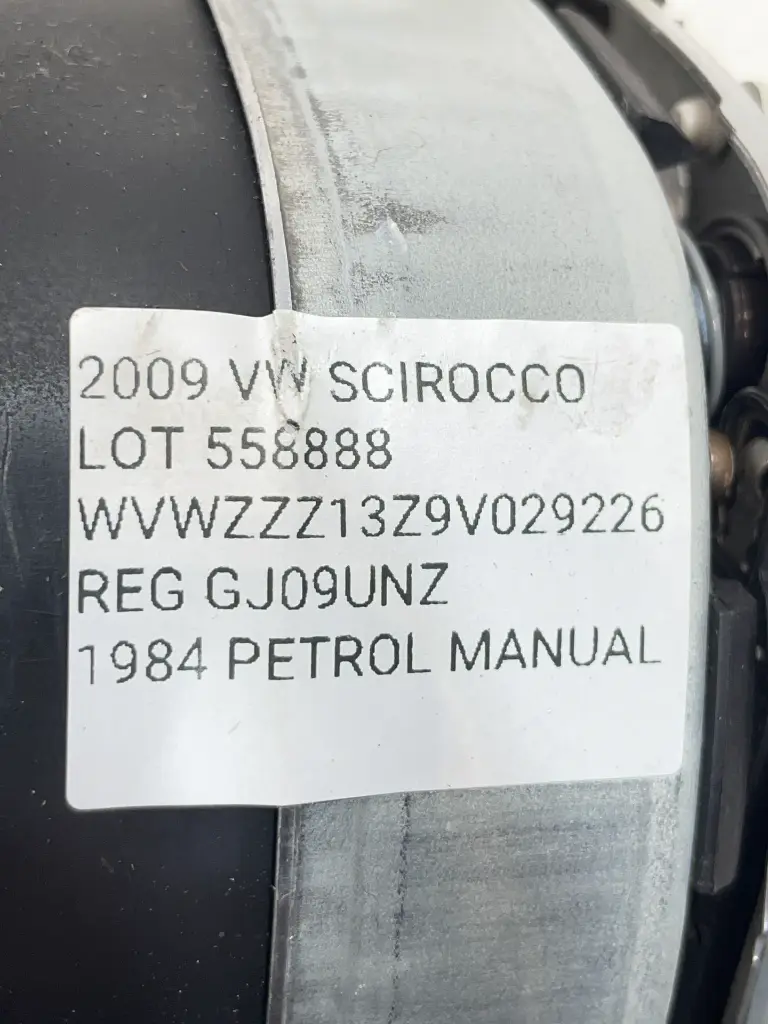 2009 VW SCIROCCO
LOT 558888
WVWZZZ13Z9V029226
REG GJ09UNZ
1984 PETROL MANUAL